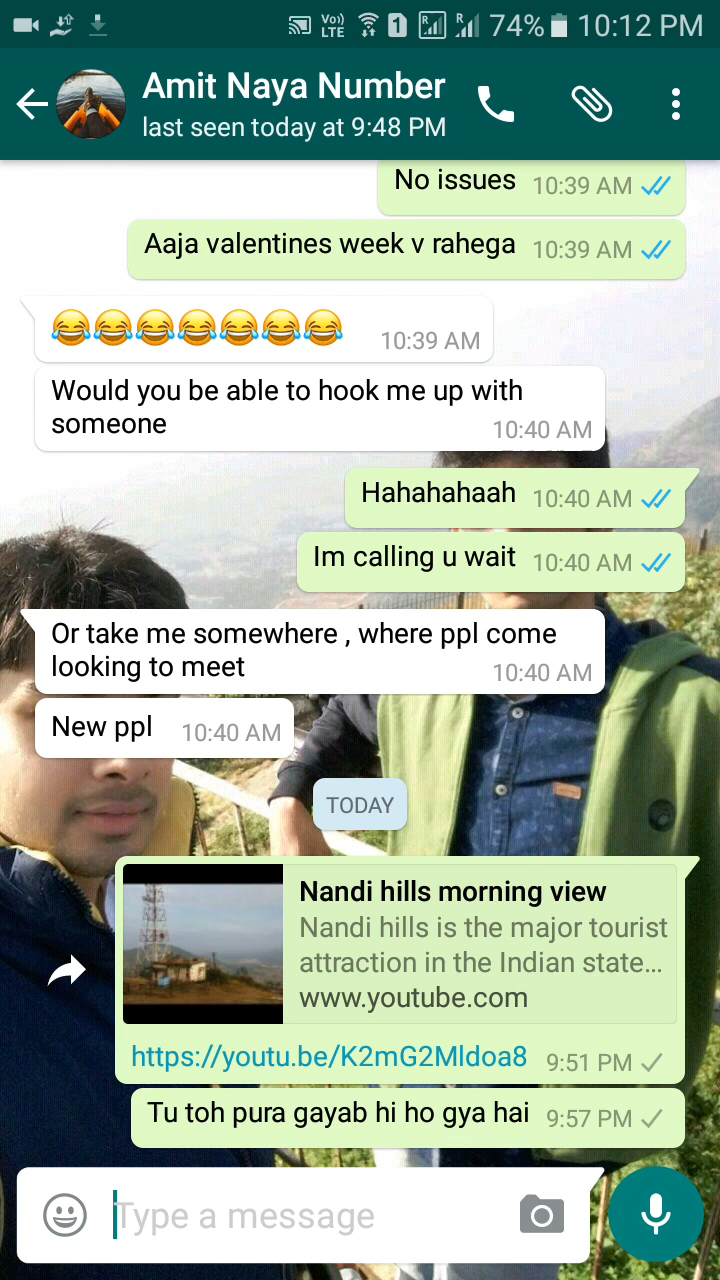 Vo)) LTE 1 R R 74% 10:12 PM
Amit Naya Number
last seen today at 9:48 PM
No issues 10:39 AM
Aaja valentines week v rahega 10:39 AM
😂😂😂😂😂😂😂 10:39 AM
Would you be able to hook me up with
someone 10:40 AM
Hahahahaah 10:40 AM
Im calling u wait 10:40 AM
Or take me somewhere , where ppl come
looking to meet 10:40 AM
New ppl 10:40 AM
TODAY
Nandi hills morning view
Nandi hills is the major tourist
attraction in the Indian state...
www.youtube.com
https://youtu.be/K2mG2Mldoa8 9:51 PM
Tu toh pura gayab hi ho gya hai 9:57 PM
Type a message